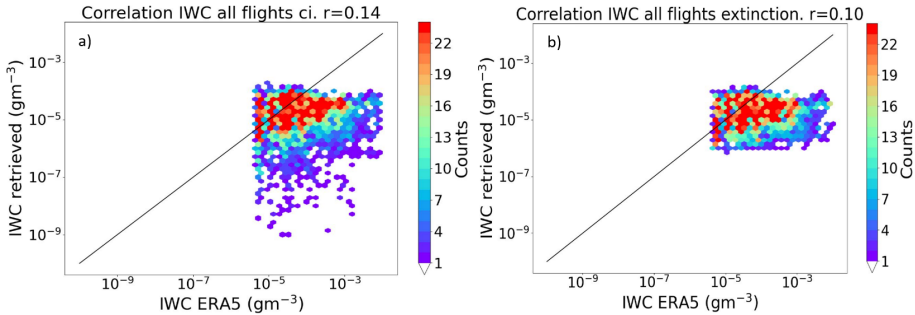 Correlation IWC all flights ci. r=0.14
a)
IWC retrieved (gm⁻³)
10⁻³
10⁻⁵
10⁻⁷
10⁻⁹
10⁻⁹ 10⁻⁷ 10⁻⁵ 10⁻³
IWC ERA5 (gm⁻³)
22
19
16
13
10
7
4
1
Counts
Correlation IWC all flights extinction. r=0.10
b)
IWC retrieved (gm⁻³)
10⁻³
10⁻⁵
10⁻⁷
10⁻⁹
10⁻⁹ 10⁻⁷ 10⁻⁵ 10⁻³
IWC ERA5 (gm⁻³)
22
19
16
13
10
7
4
1
Counts